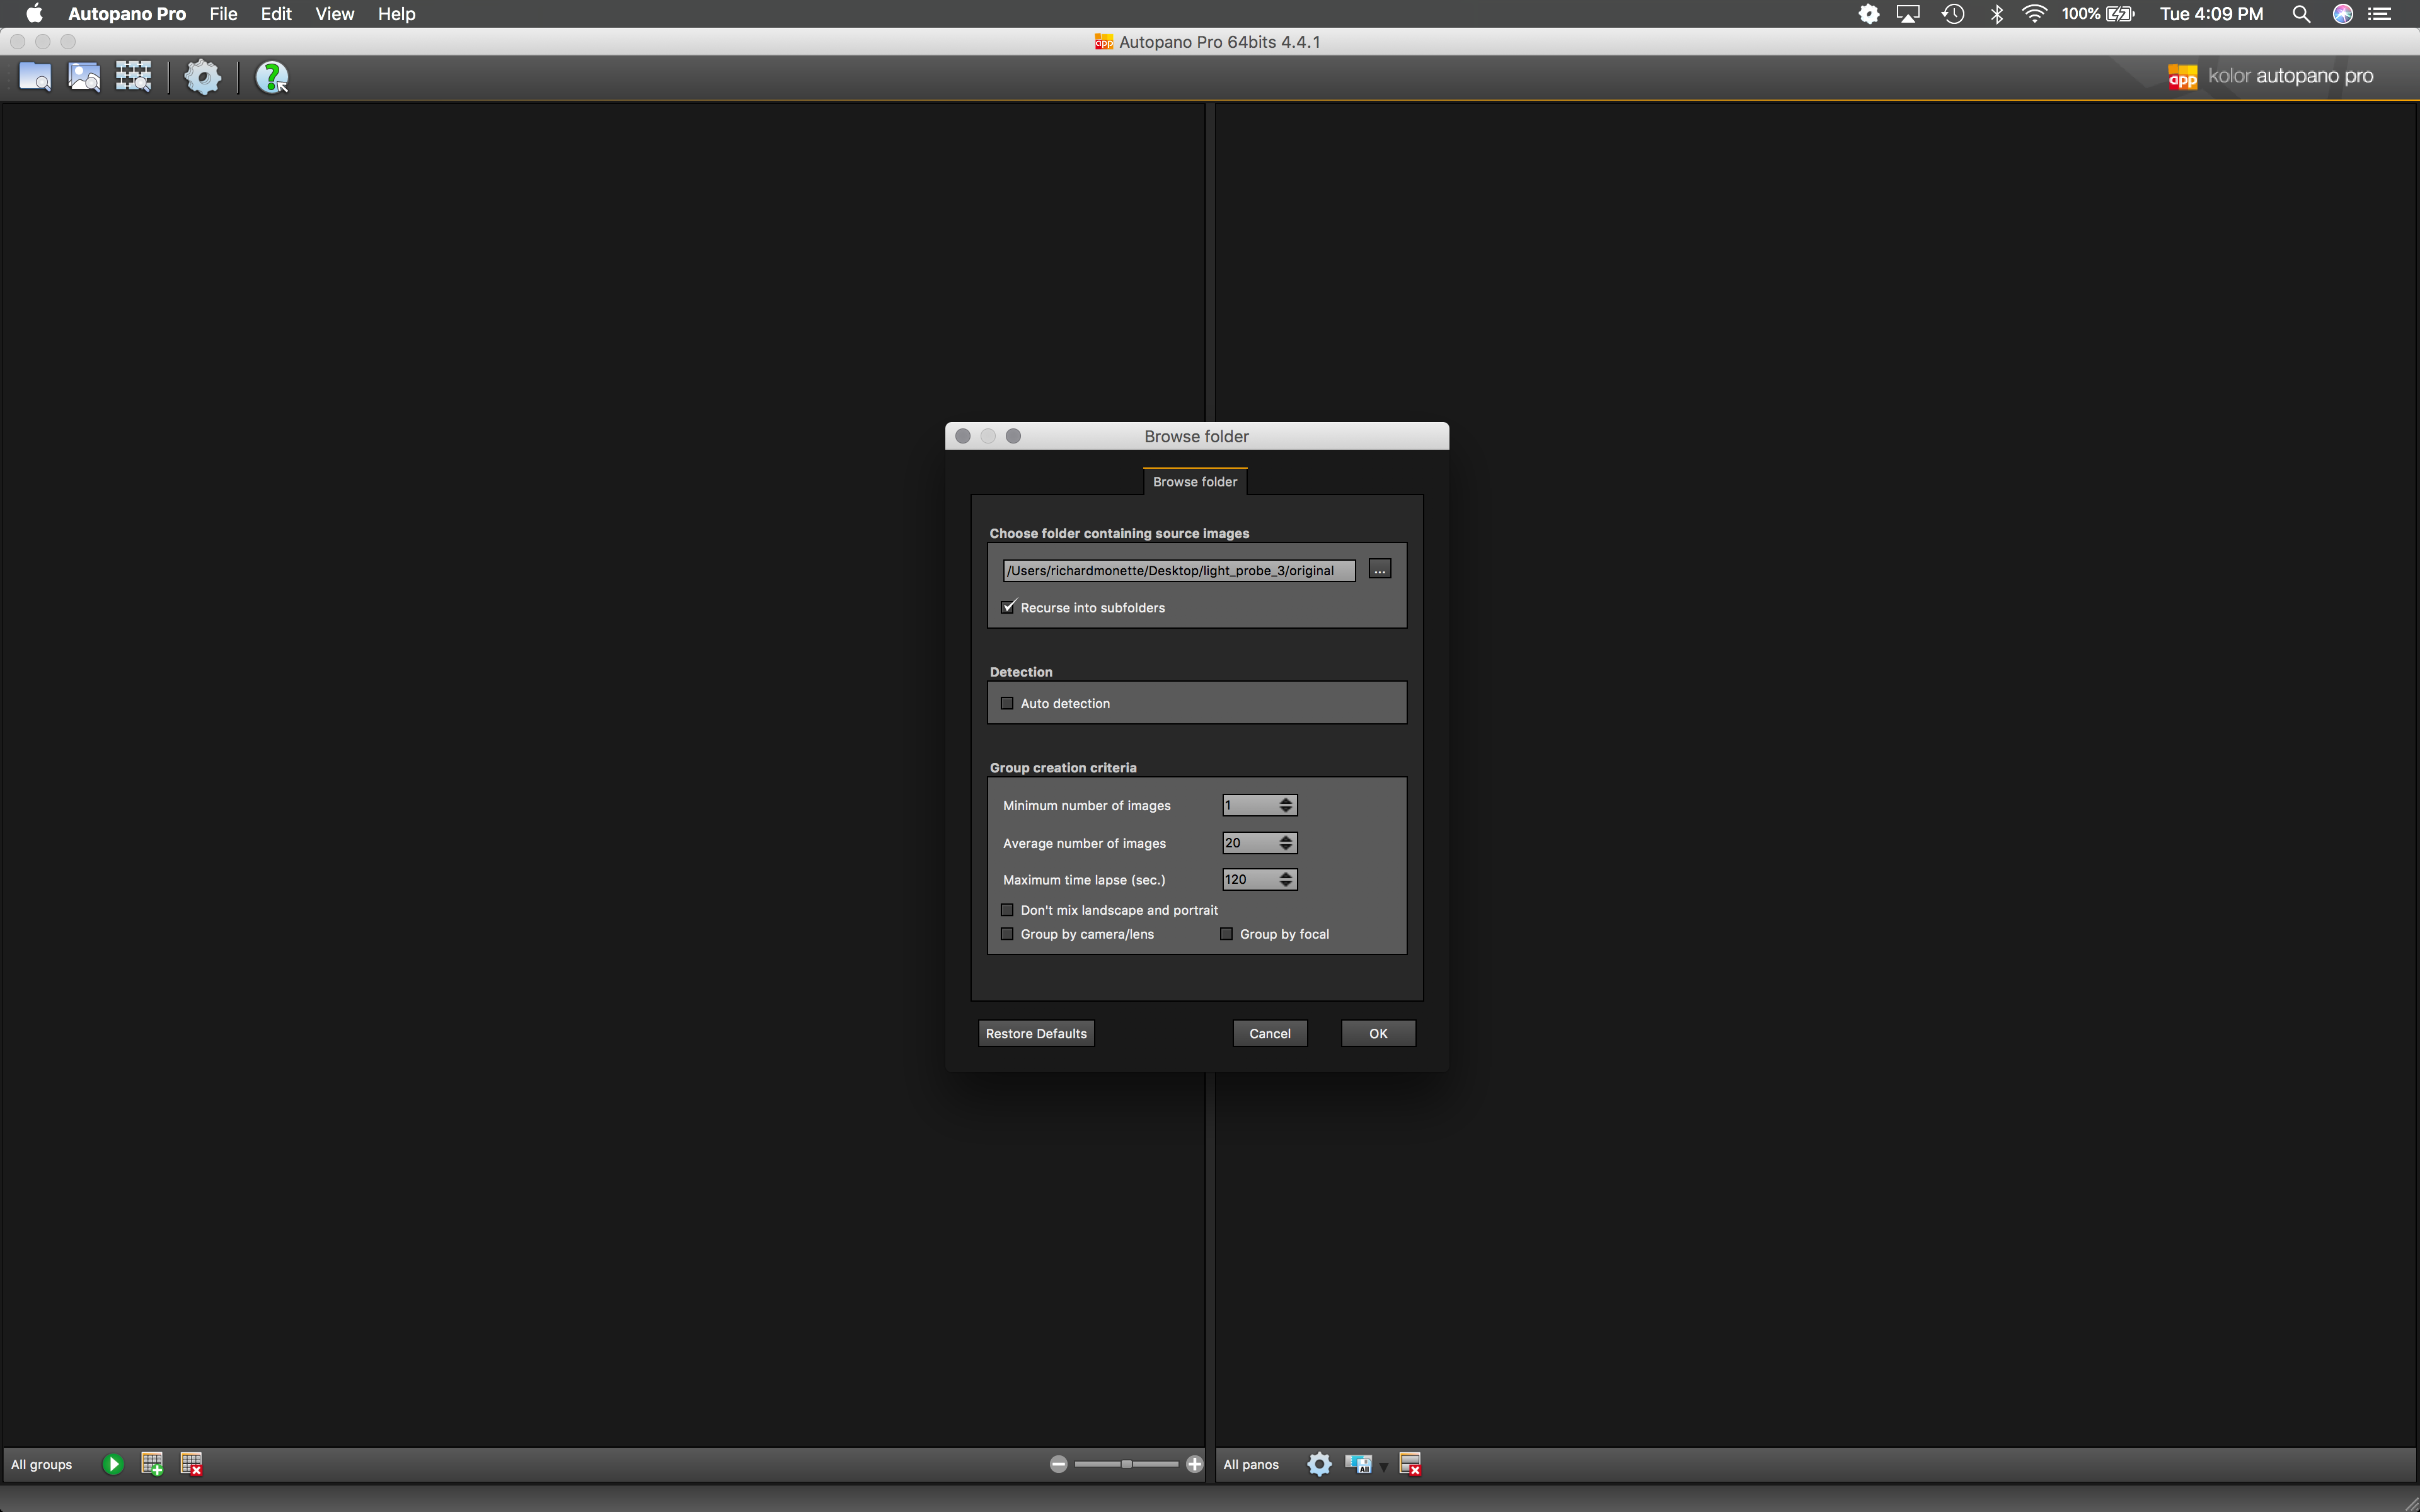 Autopano Pro File Edit View Help 100% Tue 4:09 PM
app Autopano Pro 64bits 4.4.1
app kolor autopano pro
Browse folder
Browse folder
Choose folder containing source images
/Users/richardmonette/Desktop/light_probe_3/original ...
Recurse into subfolders
Detection
Auto detection
Group creation criteria
Minimum number of images 1
Average number of images 20
Maximum time lapse (sec.) 120
Don't mix landscape and portrait
Group by camera/lens Group by focal
Restore Defaults Cancel OK
All groups All panos All